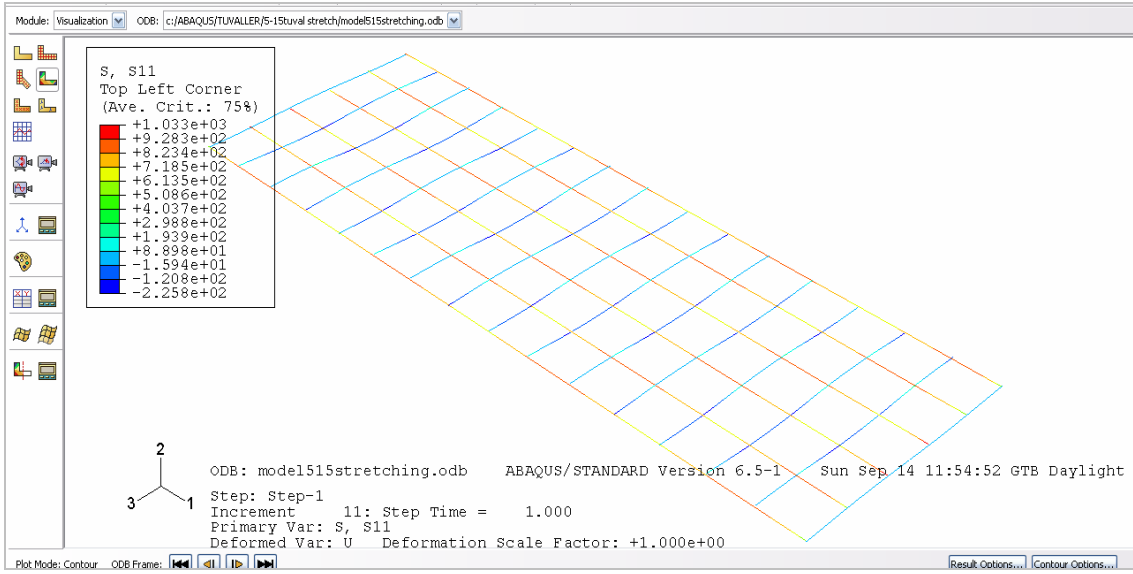 Module: Visualization ODB: c:/ABAQUS/TUVALLER/5-15tuval stretch/model515stretching.odb
S, S11
Top Left Corner
(Ave. Crit.: 75%)
+1.033e+03
+9.283e+02
+8.234e+02
+7.185e+02
+6.135e+02
+5.086e+02
+4.037e+02
+2.988e+02
+1.939e+02
+8.898e+01
-1.594e+01
-1.208e+02
-2.258e+02
2
3
1
ODB: model515stretching.odb ABAQUS/STANDARD Version 6.5-1 Sun Sep 14 11:54:52 GTB Daylight
Step: Step-1
Increment 11: Step Time = 1.000
Primary Var: S, S11
Deformed Var: U Deformation Scale Factor: +1.000e+00
Plot Mode: Contour ODB Frame: Result Options... Contour Options...